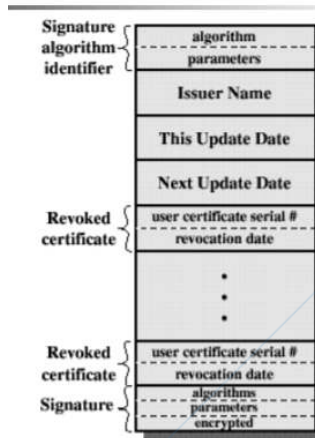 Signature
algorithm
identifier
algorithm
parameters
Issuer Name
This Update Date
Next Update Date
Revoked
certificate
user certificate serial #
revocation date
Revoked
certificate
user certificate serial #
revocation date
Signature
algorithms
parameters
encrypted